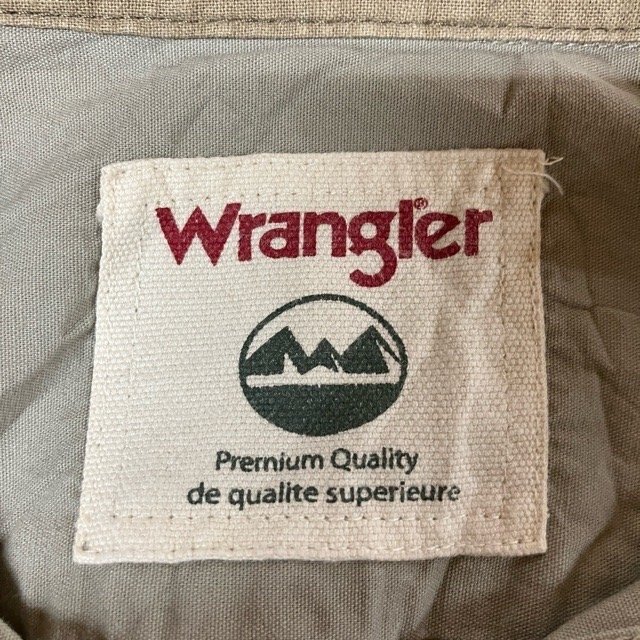 Wrangler®
Premium Quality
de qualite superieure